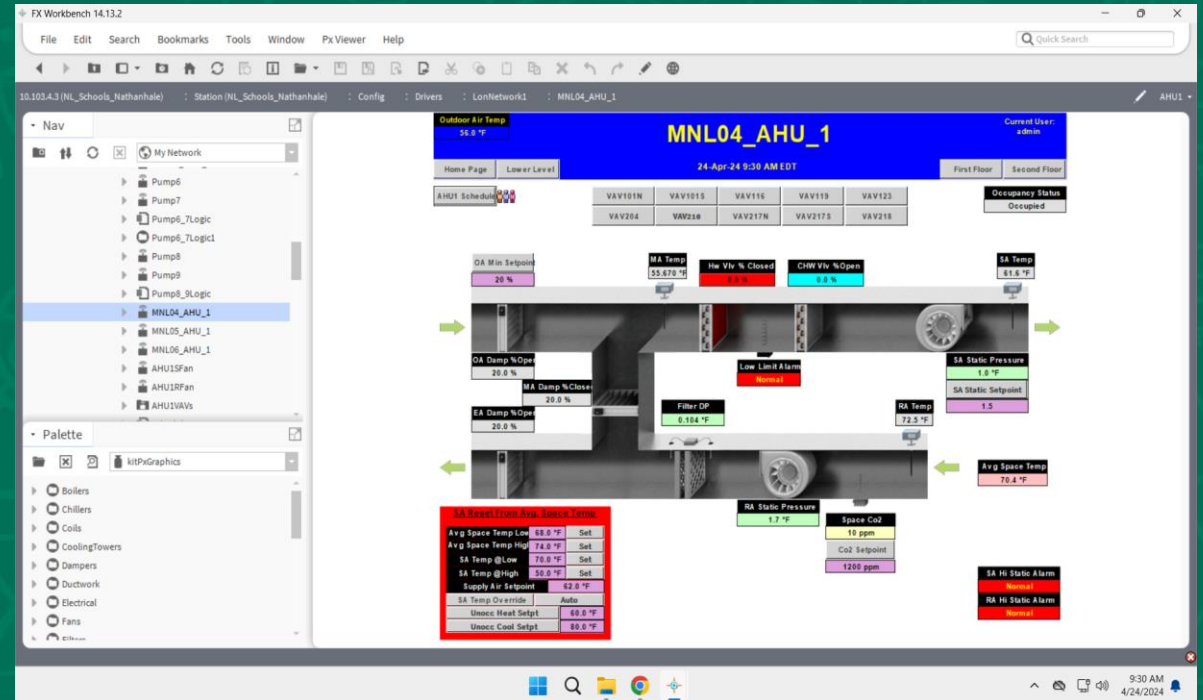 FX Workbench 14.13.2
File Edit Search Bookmarks Tools Window Px Viewer Help
Quick Search
10.103.4.3 (NL_Schools_Nathanhale) : Station (NL_Schools_Nathanhale) : Config : Drivers : LonNetwork1 : MNL04_AHU_1
AHU1
Nav
My Network
Pump6
Pump7
Pump6_7Logic
Pump6_7Logic1
Pump8
Pump9
Pump8_9Logic
MNL04_AHU_1
MNL05_AHU_1
MNL06_AHU_1
AHU1SFan
AHU1RFan
AHU1VAVs
Palette
kitPxGraphics
Boilers
Chillers
Coils
CoolingTowers
Dampers
Ductwork
Electrical
Fans
Filters
Outdoor Air Temp
56.0 °F
MNL04_AHU_1
Current User:
admin
Home Page Lower Level
24-Apr-24 9:30 AM EDT
First Floor Second Floor
AHU1 Schedule
VAV101N VAV101S VAV116 VAV119 VAV123
VAV204 VAV210 VAV217N VAV217S VAV218
Occupancy Status
Occupied
OA Min Setpoint
20 %
MA Temp
55.670 °F
Hw Vlv % Closed
0.0 %
CHW Vlv %Open
0.0 %
SA Temp
61.6 °F
OA Damp %Open
20.0 %
MA Damp %Close
20.0 %
EA Damp %Open
20.0 %
Low Limit Alarm
Normal
SA Static Pressure
1.0 °F
SA Static Setpoint
1.5
Filter DP
0.104 °F
RA Temp
72.5 °F
Avg Space Temp
70.4 °F
RA Static Pressure
1.7 °F
Space Co2
10 ppm
Co2 Setpoint
1200 ppm
SA Reset From Avg. Space Temp
Avg Space Temp Low 68.0 °F Set
Avg Space Temp Higl 74.0 °F Set
SA Temp @Low 70.0 °F Set
SA Temp @High 50.0 °F Set
Supply Air Setpoint 62.0 °F
SA Temp Override Auto
Unocc Heat Setpt 60.0 °F
Unocc Cool Setpt 80.0 °F
SA Hi Static Alarm
Normal
RA Hi Static Alarm
Normal
9:30 AM
4/24/2024